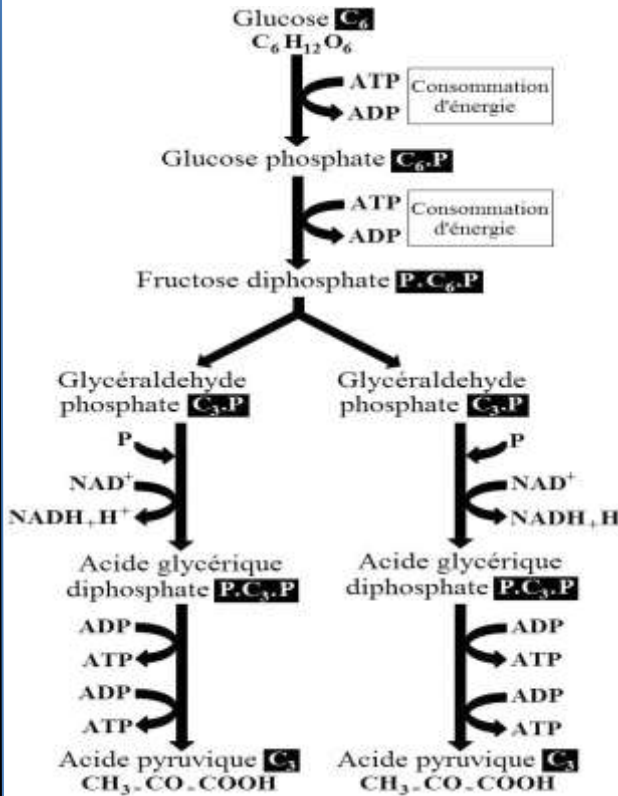 Glucose C₆
C₆H₁₂O₆
ATP
ADP
Consommation
d'énergie
Glucose phosphate C₆.P
ATP
ADP
Consommation
d'énergie
Fructose diphosphate P.C₆.P
Glycéraldehyde
phosphate C₃.P
Glycéraldehyde
phosphate C₃.P
P
NAD⁺
NADH+H⁺
P
NAD⁺
NADH+H
Acide glycérique
diphosphate P.C₃.P
Acide glycérique
diphosphate P.C₃.P
ADP
ATP
ADP
ATP
ADP
ATP
ADP
ATP
Acide pyruvique C₃
CH₃-CO-COOH
Acide pyruvique C₃
CH₃-CO-COOH